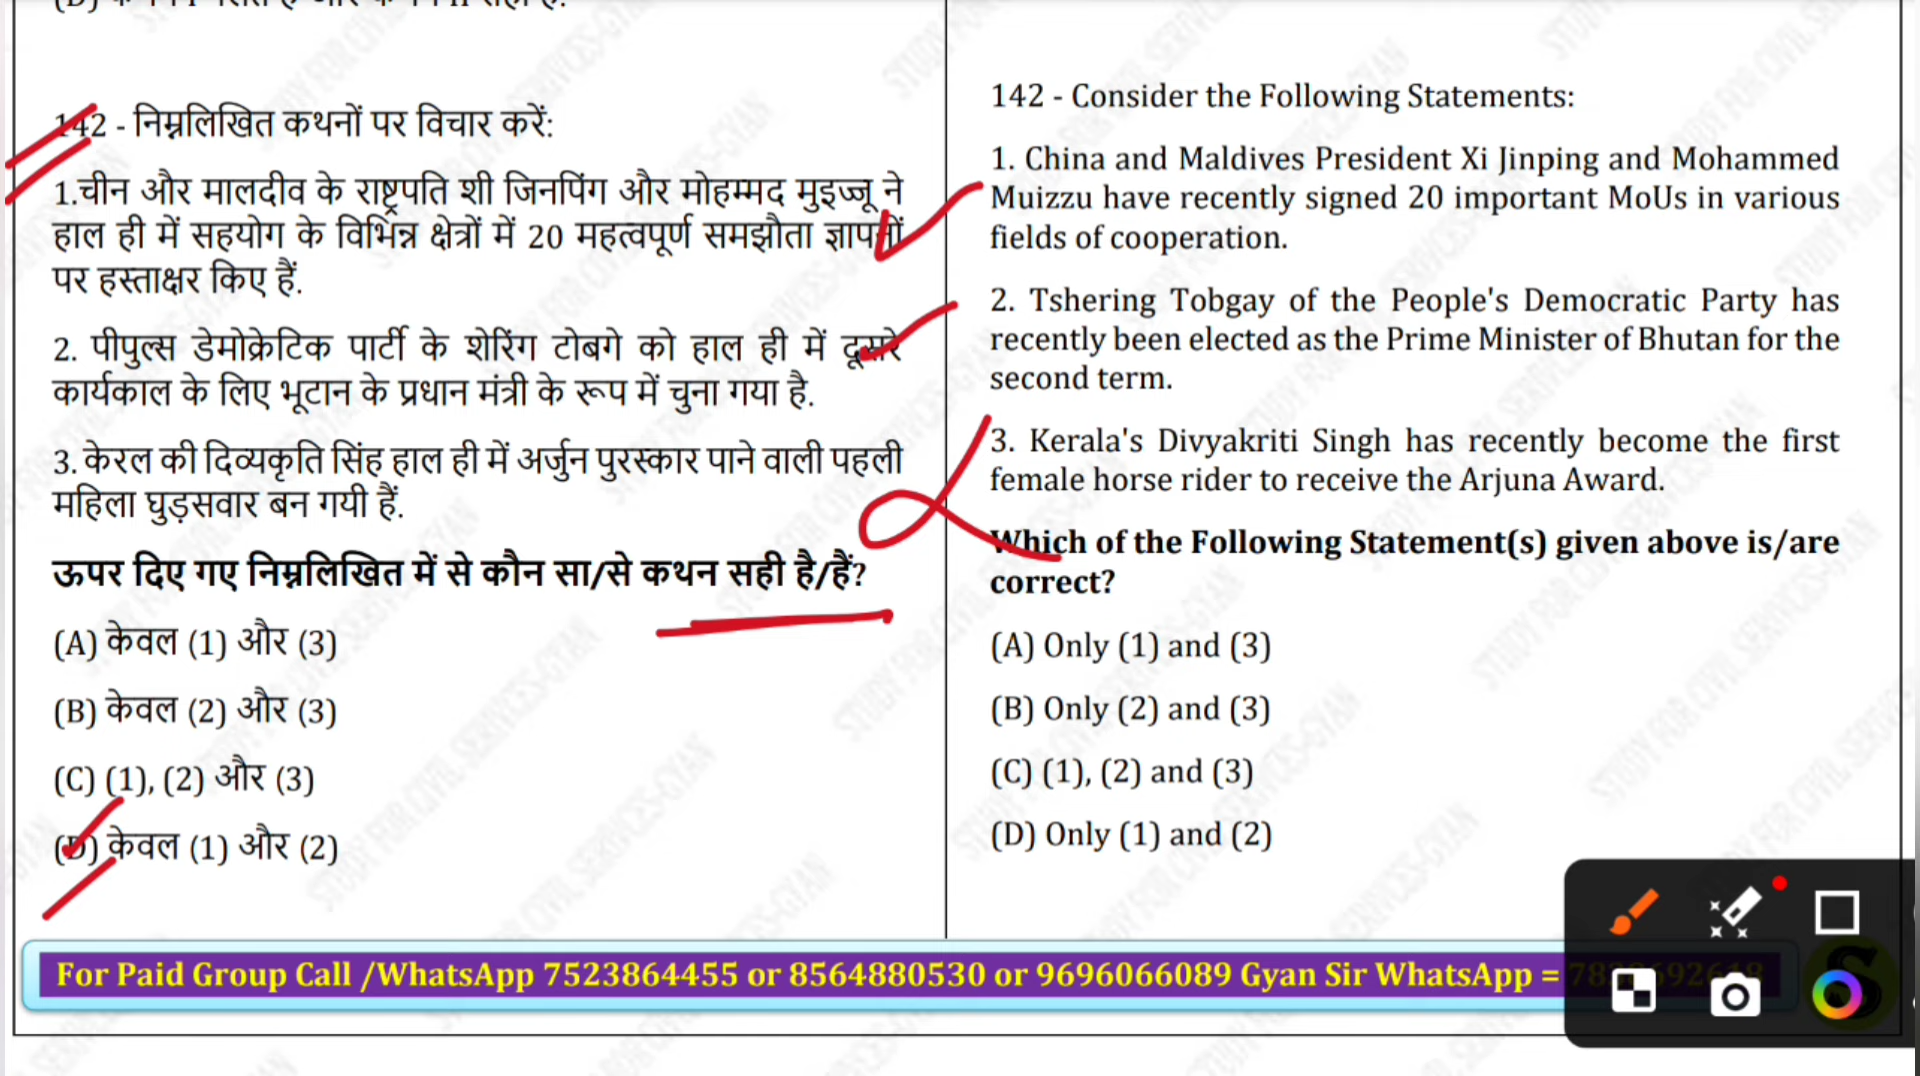 142 - निम्नलिखित कथनों पर विचार करें:
1.चीन और मालदीव के राष्ट्रपति शी जिनपिंग और मोहम्मद मुइज्जू ने
हाल ही में सहयोग के विभिन्न क्षेत्रों में 20 महत्वपूर्ण समझौता ज्ञापनों
पर हस्ताक्षर किए हैं.
2. पीपुल्स डेमोक्रेटिक पार्टी के शेरिंग टोबगे को हाल ही में दूसरे
कार्यकाल के लिए भूटान के प्रधान मंत्री के रूप में चुना गया है.
3. केरल की दिव्यकृति सिंह हाल ही में अर्जुन पुरस्कार पाने वाली पहली
महिला घुड़सवार बन गयी हैं.
ऊपर दिए गए निम्नलिखित में से कौन सा/से कथन सही है/हैं?
(A) केवल (1) और (3)
(B) केवल (2) और (3)
(C) (1), (2) और (3)
(D) केवल (1) और (2)
142 - Consider the Following Statements:
1. China and Maldives President Xi Jinping and Mohammed
Muizzu have recently signed 20 important MoUs in various
fields of cooperation.
2. Tshering Tobgay of the People's Democratic Party has
recently been elected as the Prime Minister of Bhutan for the
second term.
3. Kerala's Divyakriti Singh has recently become the first
female horse rider to receive the Arjuna Award.
Which of the Following Statement(s) given above is/are
correct?
(A) Only (1) and (3)
(B) Only (2) and (3)
(C) (1), (2) and (3)
(D) Only (1) and (2)
For Paid Group Call /WhatsApp 7523864455 or 8564880530 or 9696066089 Gyan Sir WhatsApp =